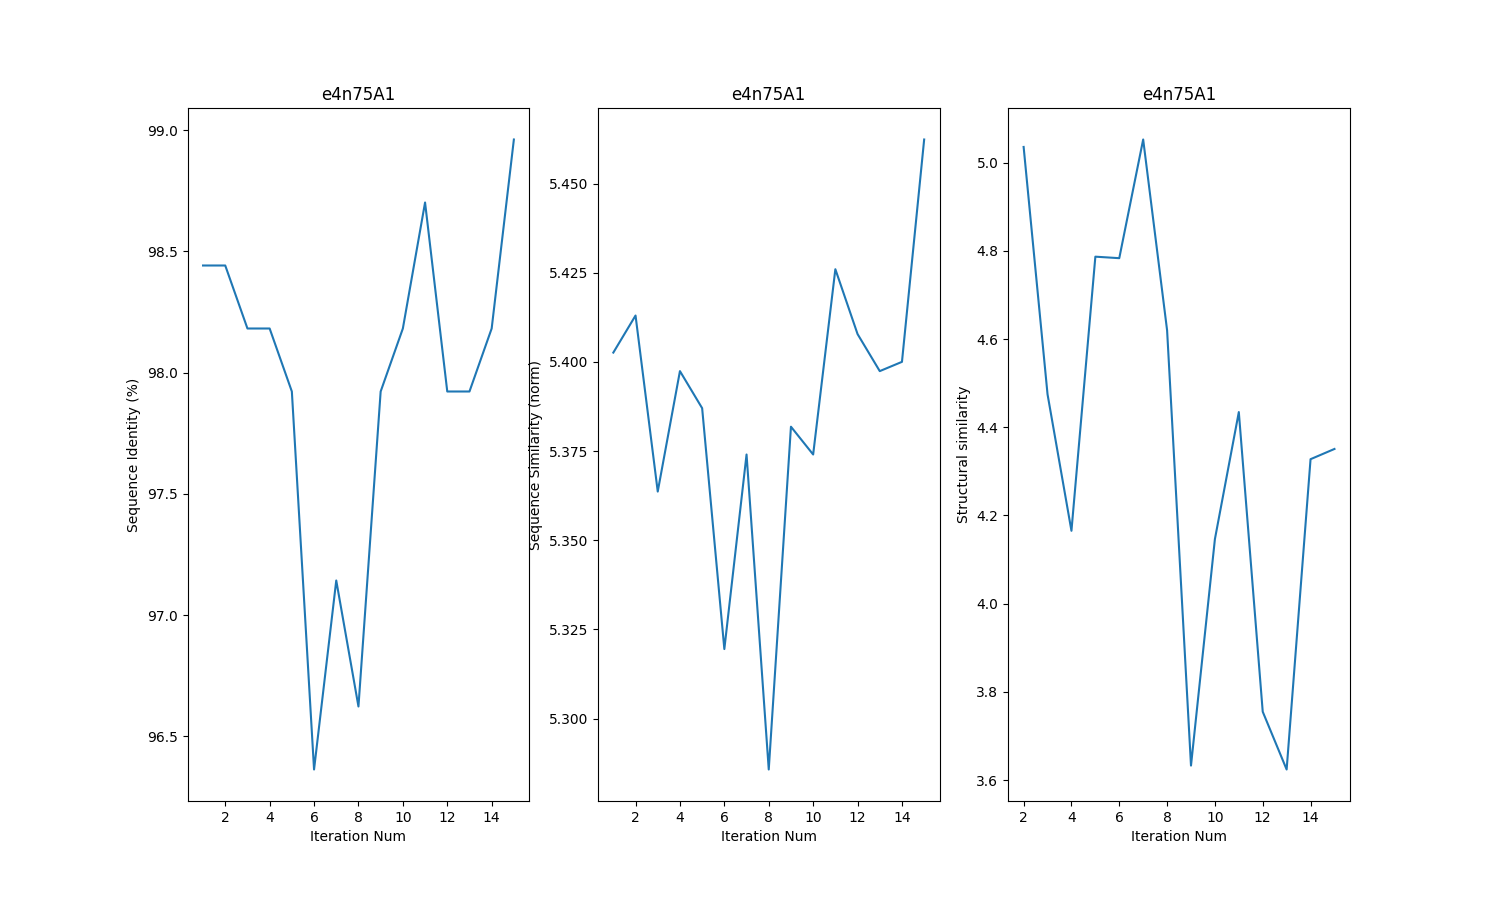 e4n75A1
99.0
98.5
98.0
97.5
97.0
96.5
Sequence Identity (%)
2 4 6 8 10 12 14
Iteration Num
e4n75A1
5.450
5.425
5.400
5.375
5.350
5.325
5.300
Sequence Similarity (norm)
2 4 6 8 10 12 14
Iteration Num
e4n75A1
5.0
4.8
4.6
4.4
4.2
4.0
3.8
3.6
Structural similarity
2 4 6 8 10 12 14
Iteration Num